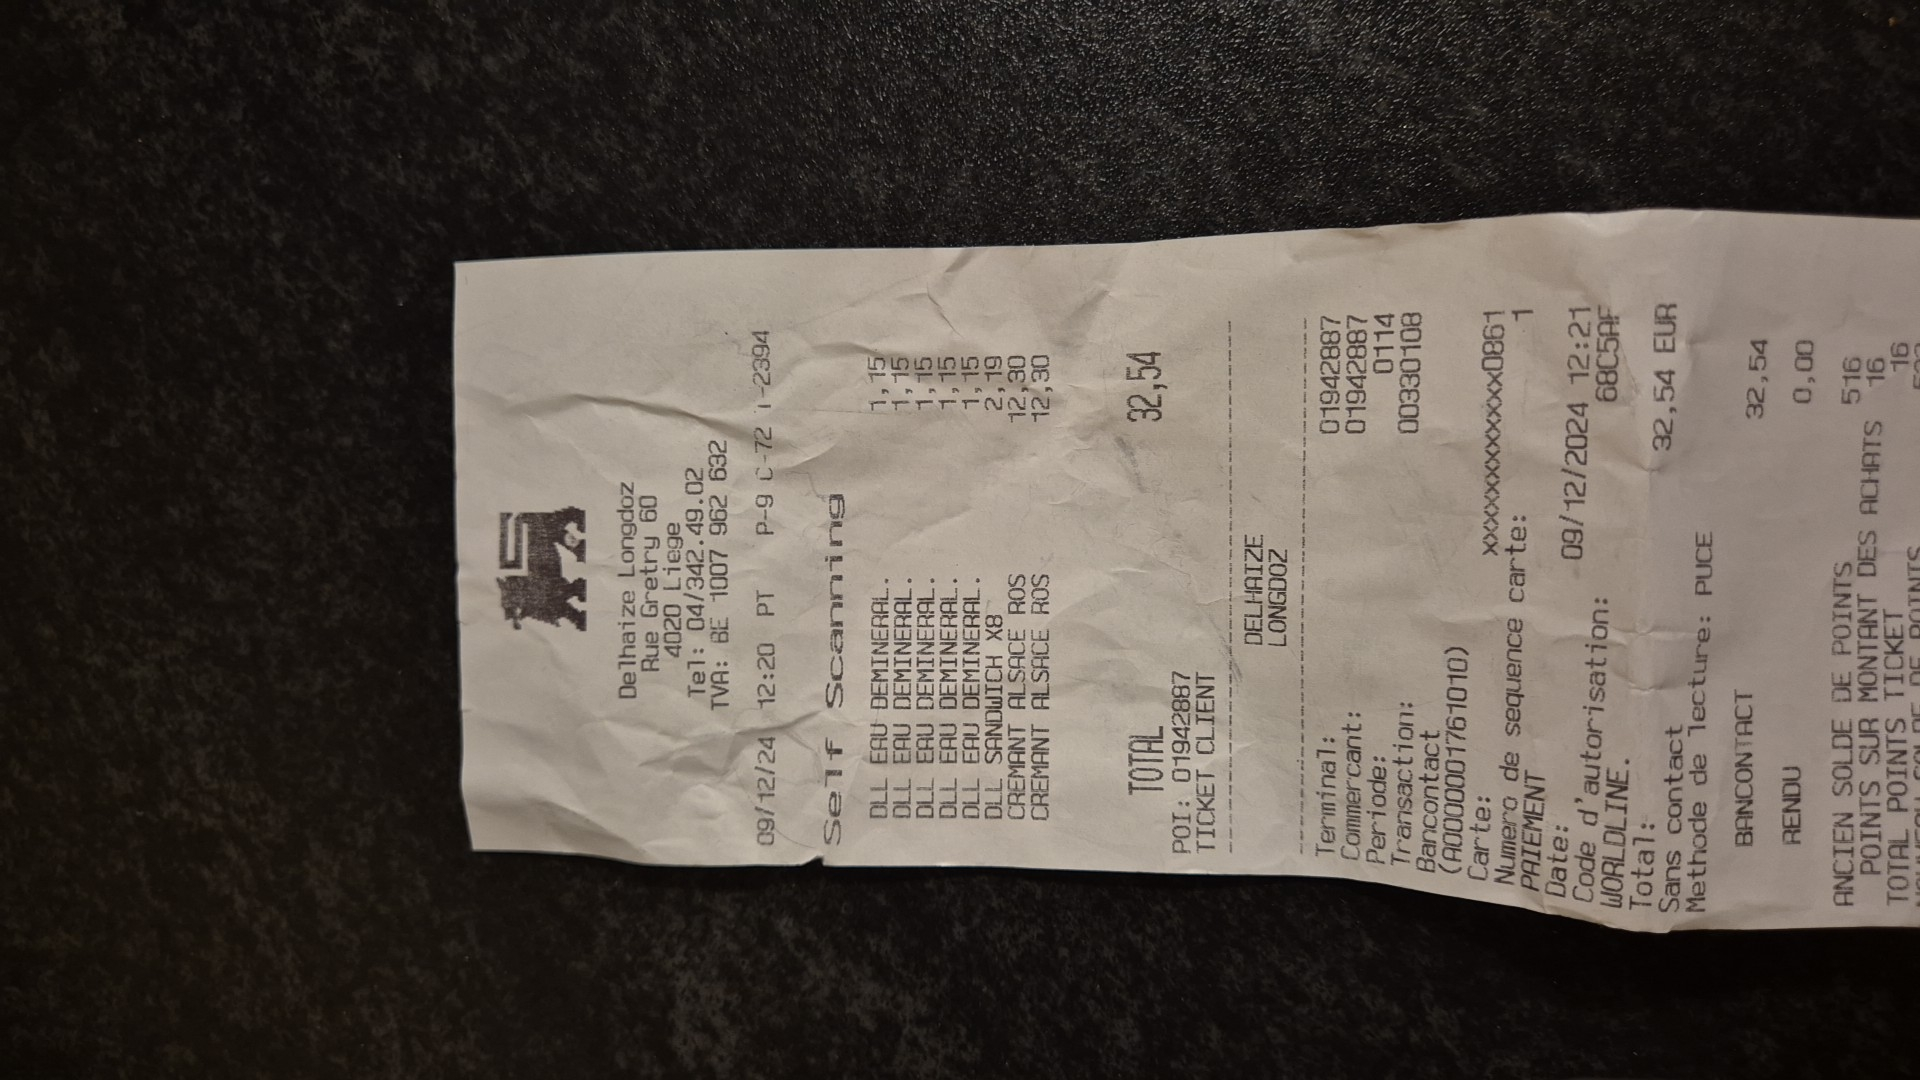 Delhaize Longdoz
Rue Gretry 60
4020 Liege
Tel: 04/342.49.02
TVA: BE 1007 962 632
09/12/24 12:20 PT P-9 C-72 -2394
Self Scanning
DLL EAU DEMINERAL. 1,15
DLL EAU DEMINERAL. 1,15
DLL EAU DEMINERAL. 1,15
DLL EAU DEMINERAL. 1,15
DLL EAU DEMINERAL. 1,15
DLL SANDWICH X8 2,19
CREMANT ALSACE ROS 12,30
CREMANT ALSACE ROS 12,30
TOTAL 32,54
POI: 01942887
TICKET CLIENT
DELHAIZE
LONGDOZ
Terminal: 01942887
Commercant: 01942887
Periode: 0114
Transaction: 00330108
Bancontact
(A0000001761010)
Carte: xxxxxxxxxxxxx0861
Numero de sequence carte: 1
PAIEMENT
Date: 09/12/2024 12:21
Code d'autorisation: 68C5AF
WORLDLINE.
Total: 32,54 EUR
Sans contact
Methode de lecture: PUCE
BANCONTACT 32,54
RENDU 0,00
ANCIEN SOLDE DE POINTS 516
POINTS SUR MONTANT DES ACHATS 16
TOTAL POINTS TICKET 16